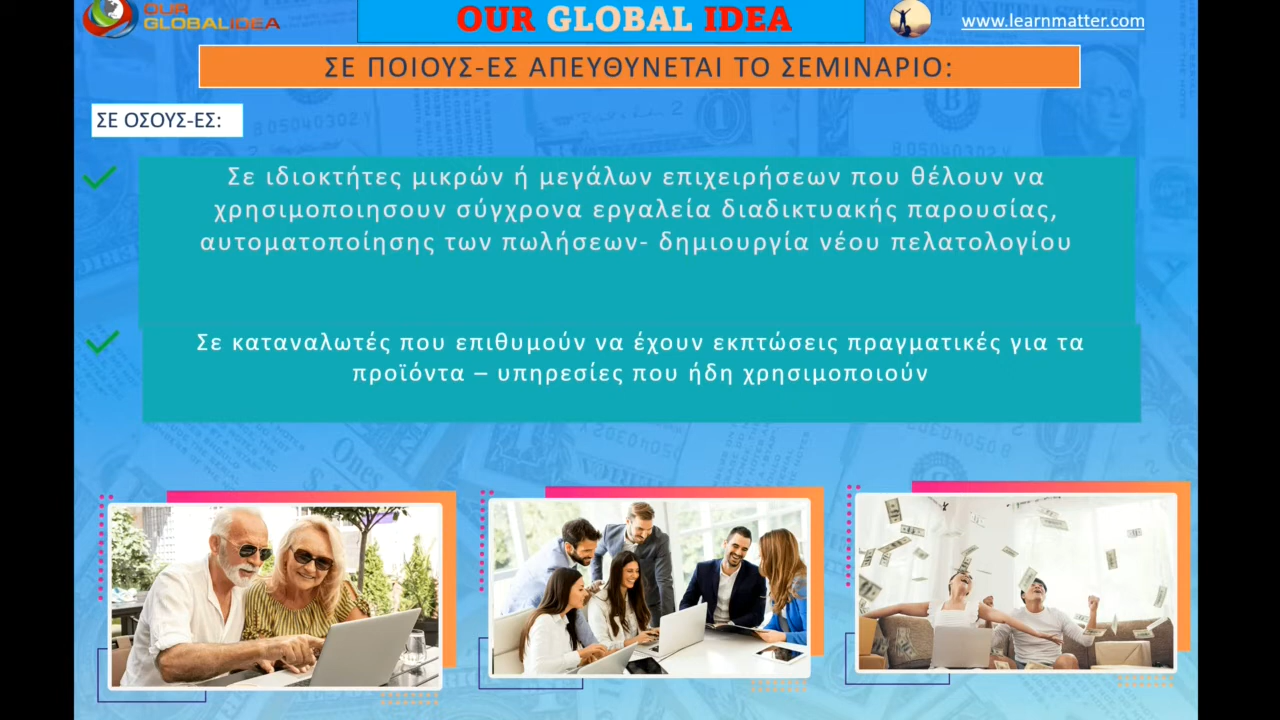 OUR
GLOBALIDEA
OUR GLOBAL IDEA
www.learnmatter.com
ΣΕ ΠΟΙΟΥΣ-ΕΣ ΑΠΕΥΘΥΝΕΤΑΙ ΤΟ ΣΕΜΙΝΑΡΙΟ:
ΣΕ ΟΣΟΥΣ-ΕΣ:
Σε ιδιοκτήτες μικρών ή μεγάλων επιχειρήσεων που θέλουν να
χρησιμοποιησουν σύγχρονα εργαλεία διαδικτυακής παρουσίας,
αυτοματοποίησης των πωλήσεων- δημιουργία νέου πελατολογίου
Σε καταναλωτές που επιθυμούν να έχουν εκπτώσεις πραγματικές για τα
προϊόντα – υπηρεσίες που ήδη χρησιμοποιούν